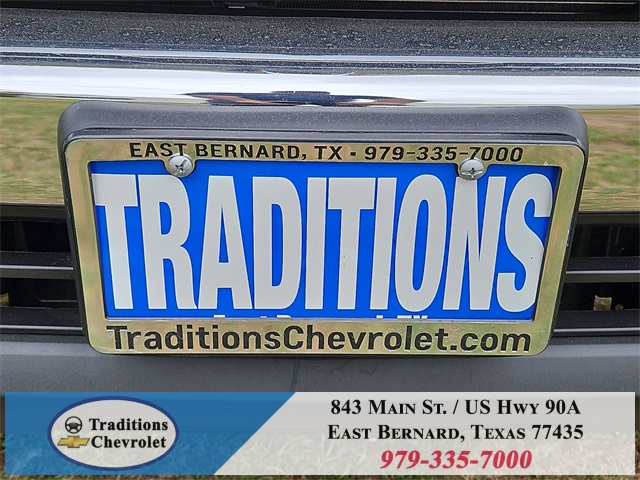 EAST BERNARD, TX • 979-335-7000
TRADITIONS
TraditionsChevrolet.com
Traditions
Chevrolet
843 MAIN ST. / US HWY 90A
EAST BERNARD, TEXAS 77435
979-335-7000